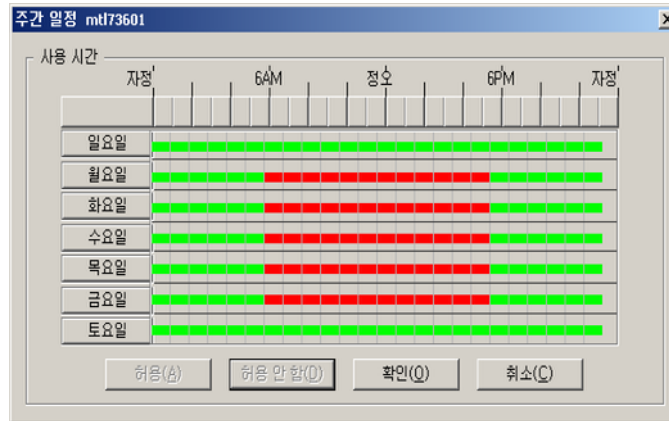 주간 일정 mtl73601
사용 시간
자정 6AM 정오 6PM 자정
일요일
월요일
화요일
수요일
목요일
금요일
토요일
허용(A) 허용 안 함(D) 확인(O) 취소(C)